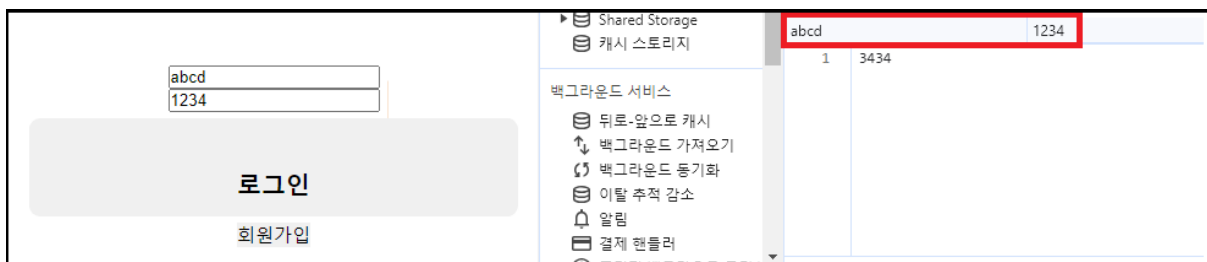 abcd
1234
로그인
회원가입
Shared Storage
캐시 스토리지
백그라운드 서비스
뒤로-앞으로 캐시
백그라운드 가져오기
백그라운드 동기화
이탈 추적 감소
알림
결제 핸들러
abcd 1234
1 3434